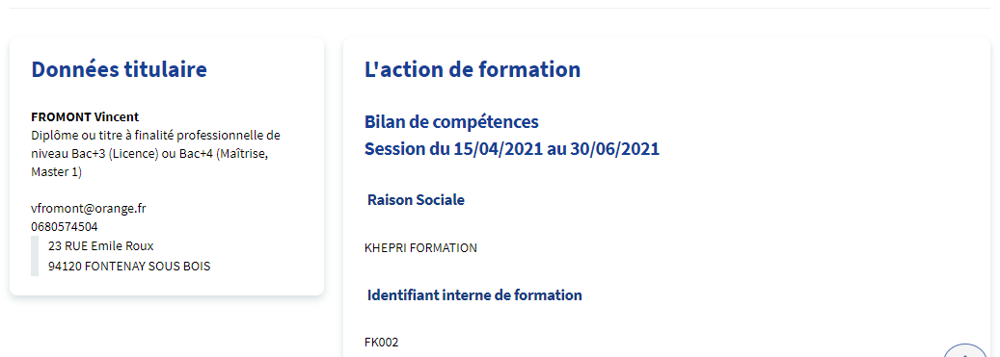 Données titulaire
FROMONT Vincent
Diplôme ou titre à finalité professionnelle de
niveau Bac+3 (Licence) ou Bac+4 (Maîtrise,
Master 1)
vfromont@orange.fr
0680574504
23 RUE Emile Roux
94120 FONTENAY SOUS BOIS
L'action de formation
Bilan de compétences
Session du 15/04/2021 au 30/06/2021
Raison Sociale
KHEPRI FORMATION
Identifiant interne de formation
FK002